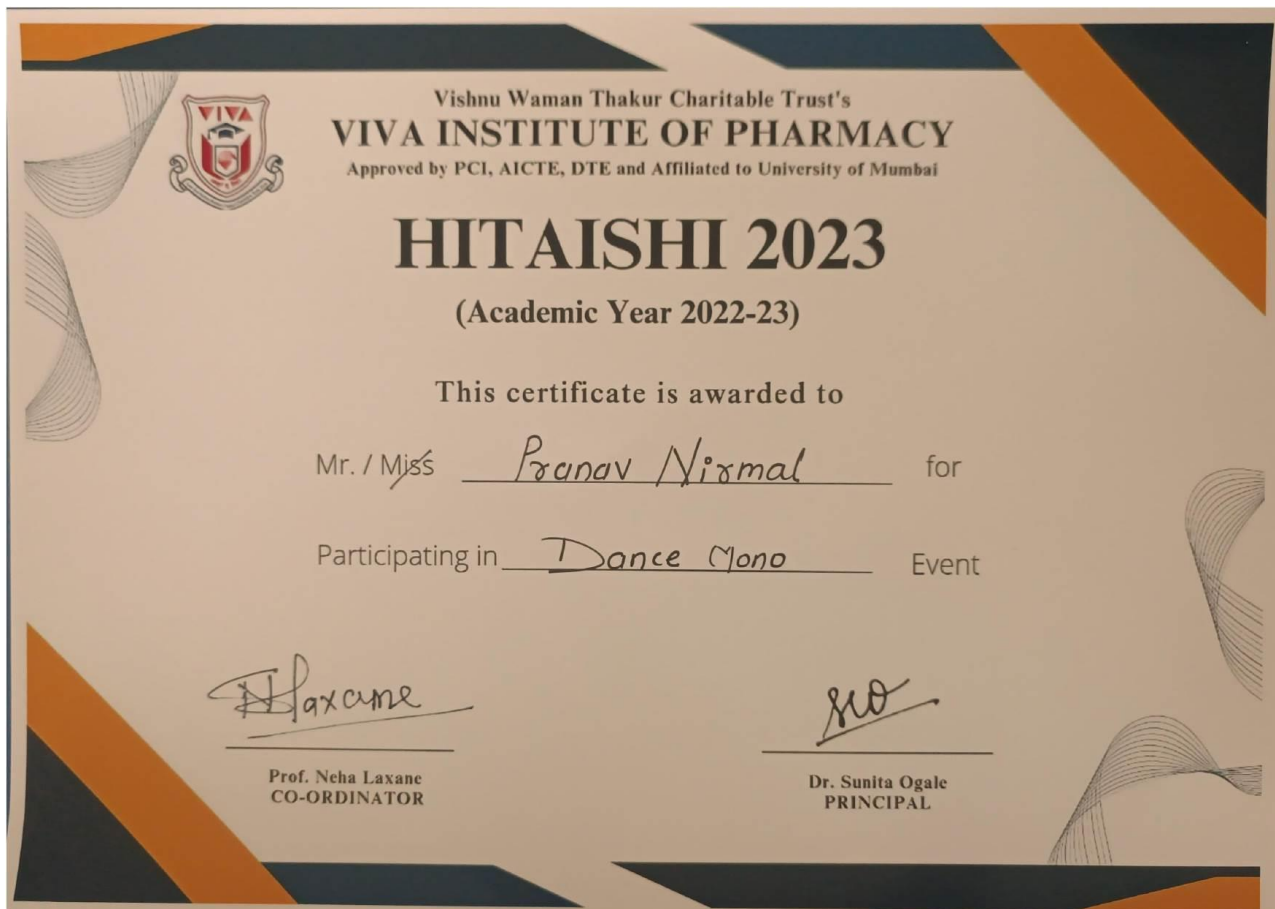 VIVA
Vishnu Waman Thakur Charitable Trust's
VIVA INSTITUTE OF PHARMACY
Approved by PCI, AICTE, DTE and Affiliated to University of Mumbai
HITAISHI 2023
(Academic Year 2022-23)
This certificate is awarded to
Mr. / Miss Pranav Nirmal for
Participating in Dance Mono Event
Laxane
Prof. Neha Laxane
CO-ORDINATOR
Dr. Sunita Ogale
PRINCIPAL